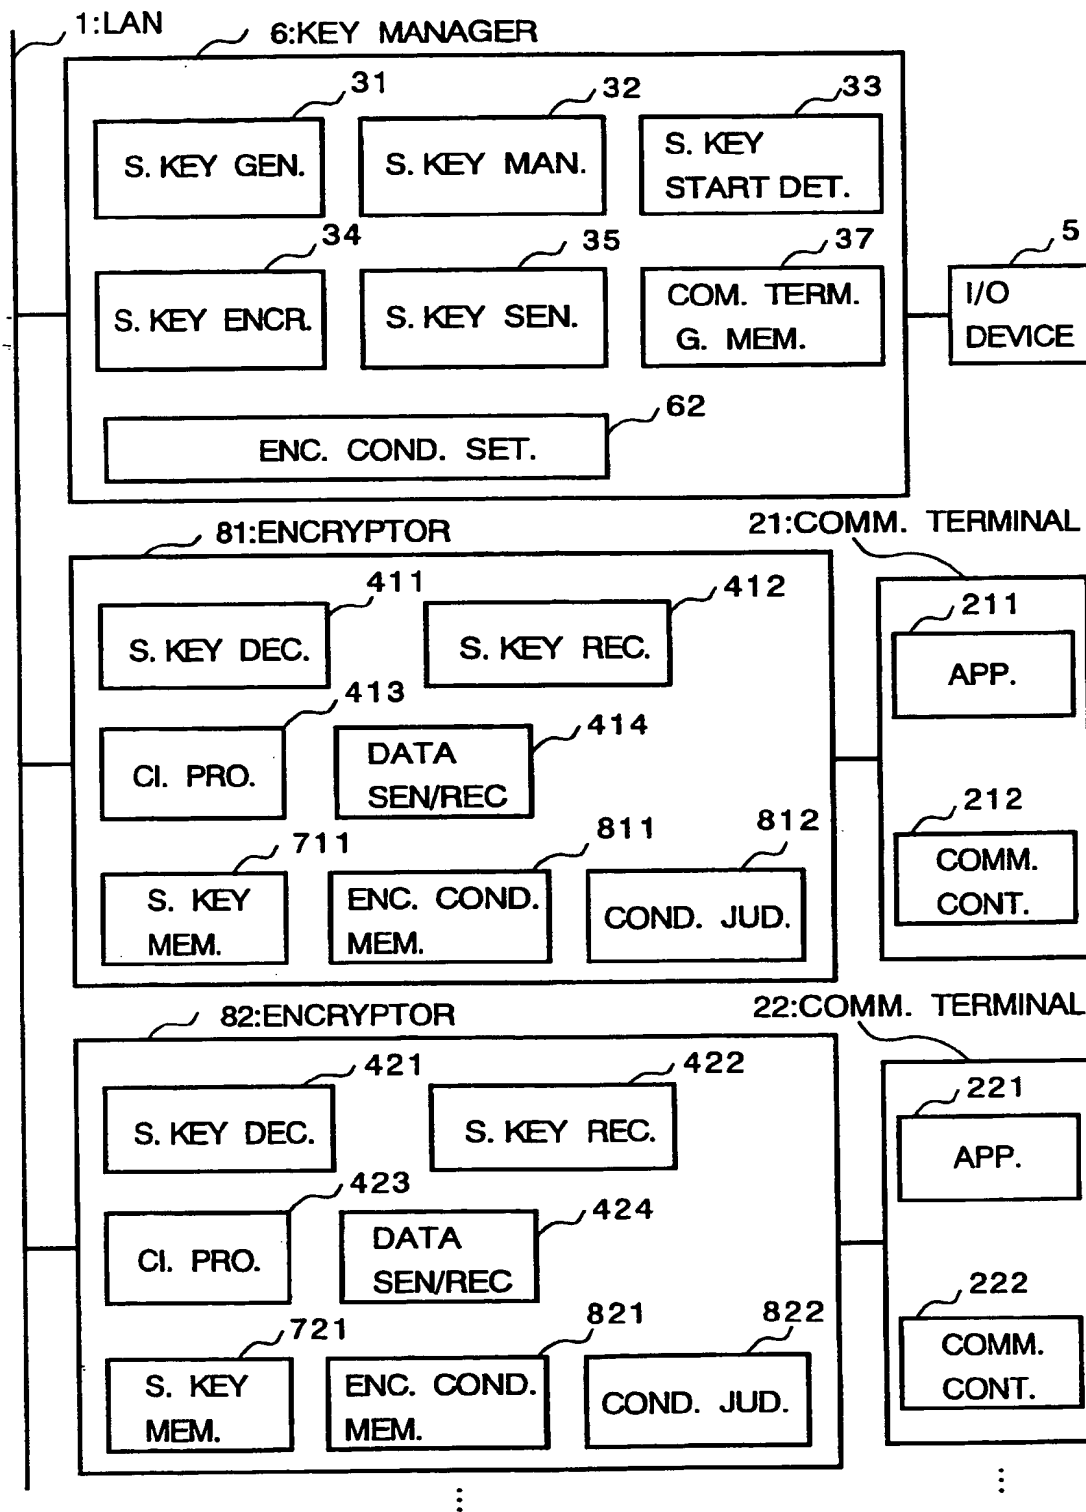 1:LAN
6:KEY MANAGER
31
32
33
S. KEY GEN.
S. KEY MAN.
S. KEY
START DET.
34
35
37
5
S. KEY ENCR.
S. KEY SEN.
COM. TERM.
G. MEM.
I/O
DEVICE
62
ENC. COND. SET.
81:ENCRYPTOR
21:COMM. TERMINAL
411
412
211
S. KEY DEC.
S. KEY REC.
APP.
413
414
CI. PRO.
DATA
SEN/REC
212
711
811
812
COMM.
CONT.
S. KEY
MEM.
ENC. COND.
MEM.
COND. JUD.
82:ENCRYPTOR
22:COMM. TERMINAL
421
422
221
S. KEY DEC.
S. KEY REC.
APP.
423
424
CI. PRO.
DATA
SEN/REC
222
721
821
822
COMM.
CONT.
S. KEY
MEM.
ENC. COND.
MEM.
COND. JUD.